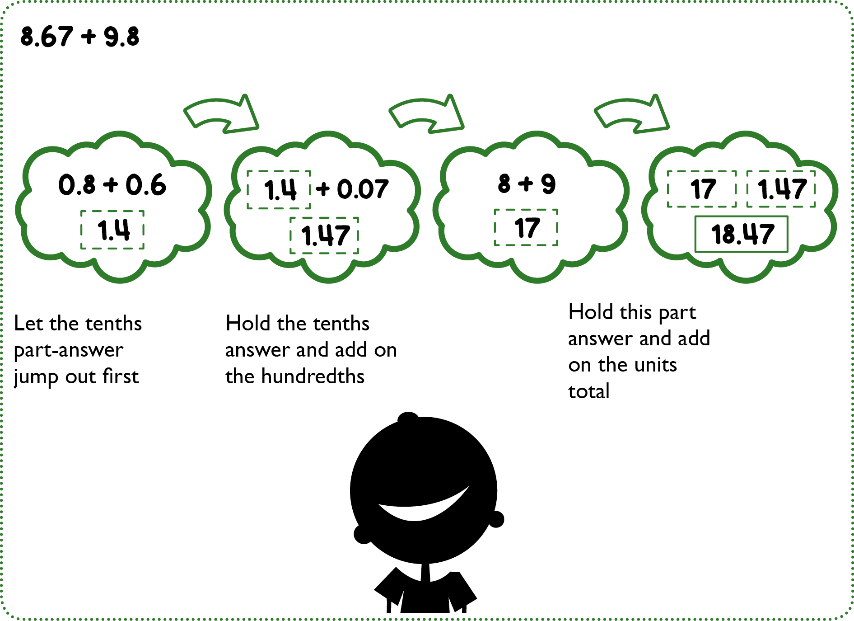 8.67 + 9.8
0.8 + 0.6
1.4
1.4 + 0.07
1.47
8 + 9
17
17 1.47
18.47
Let the tenths
part-answer
jump out first
Hold the tenths
answer and add on
the hundredths
Hold this part
answer and add
on the units
total